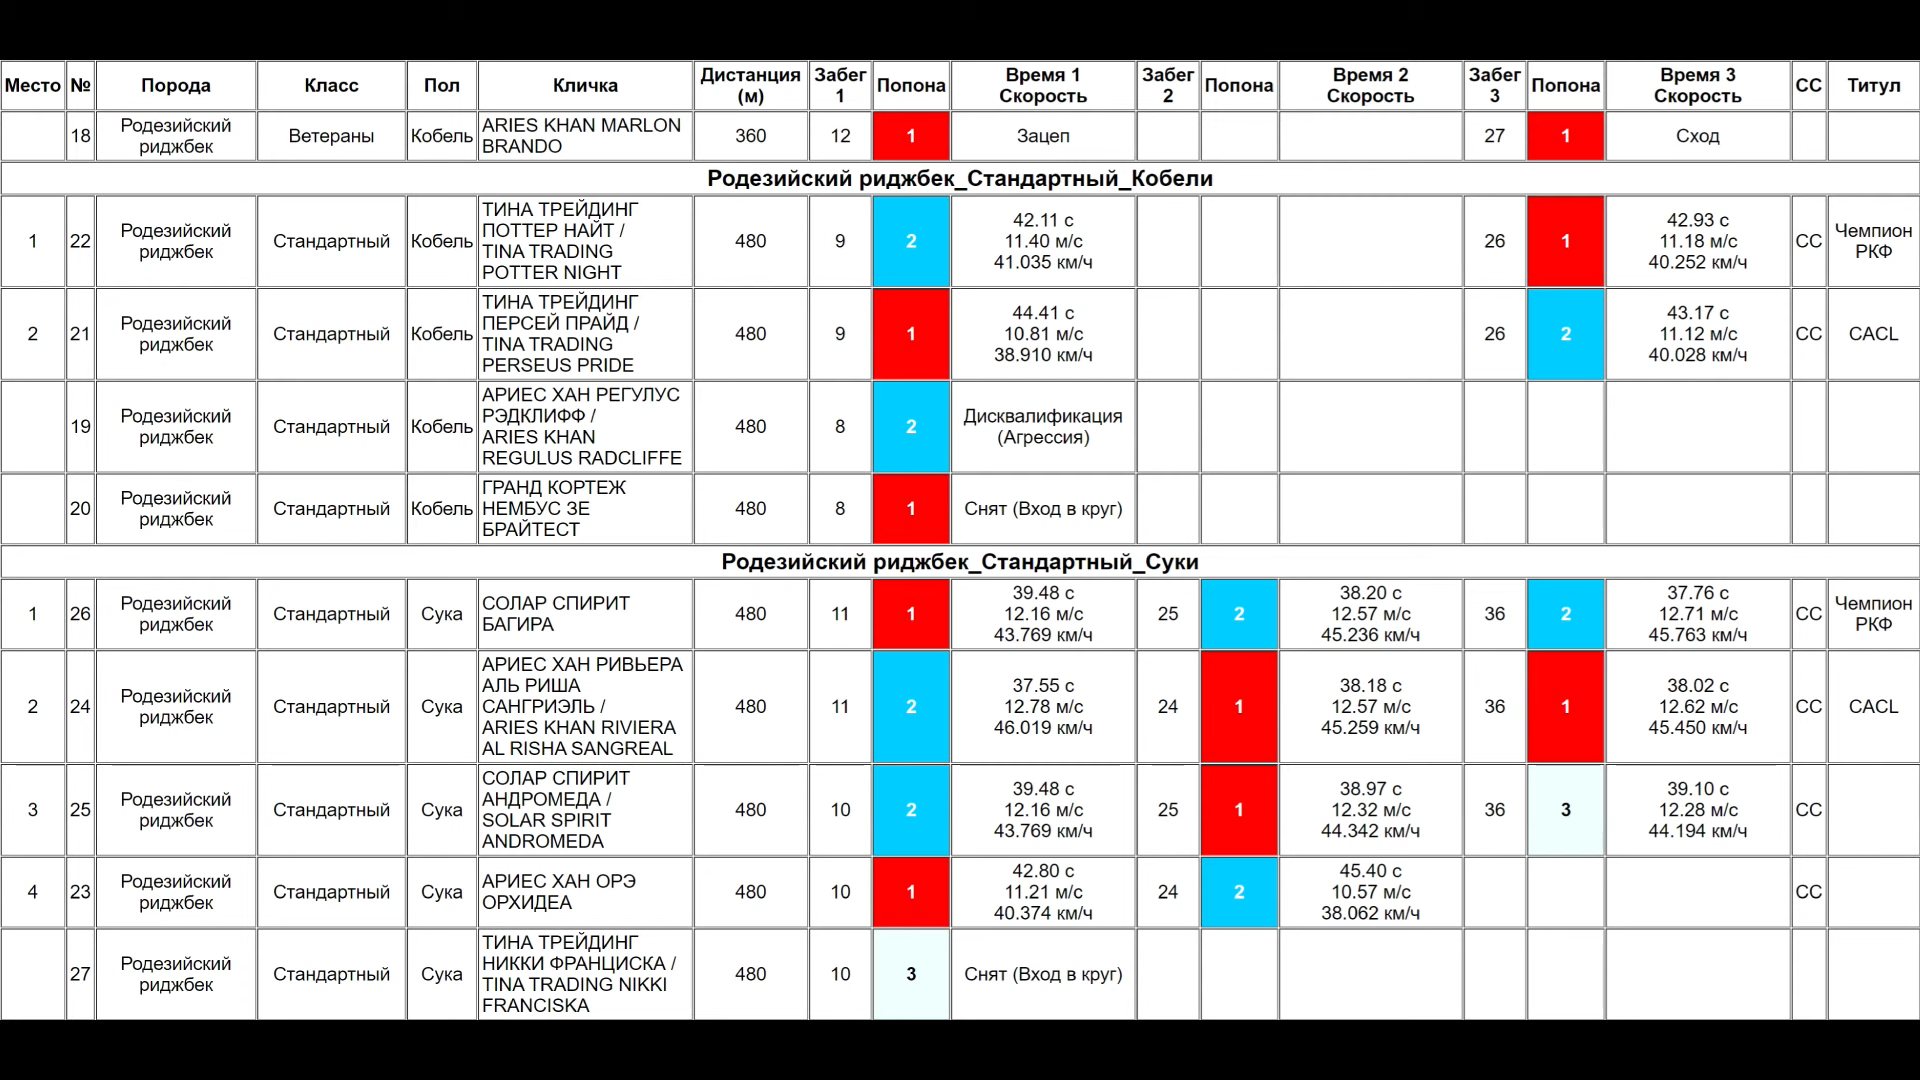 Место № Порода Класс Пол Кличка Дистанция (м) Забег 1 Попона Время 1 Скорость Забег 2 Попона Время 2 Скорость Забег 3 Попона Время 3 Скорость СС Титул
18 Родезийский риджбек Ветераны Кобель ARIES KHAN MARLON BRANDO 360 12 1 Зацеп 27 1 Сход
Родезийский риджбек_Стандартный_Кобели
1 22 Родезийский риджбек Стандартный Кобель ТИНА ТРЕЙДИНГ ПОТТЕР НАЙТ / TINA TRADING POTTER NIGHT 480 9 2 42.11 с 11.40 м/с 41.035 км/ч 26 1 42.93 с 11.18 м/с 40.252 км/ч СС Чемпион РКФ
2 21 Родезийский риджбек Стандартный Кобель ТИНА ТРЕЙДИНГ ПЕРСЕЙ ПРАЙД / TINA TRADING PERSEUS PRIDE 480 9 1 44.41 с 10.81 м/с 38.910 км/ч 26 2 43.17 с 11.12 м/с 40.028 км/ч СС CACL
19 Родезийский риджбек Стандартный Кобель АРИЕС ХАН РЕГУЛУС РЭДКЛИФФ / ARIES KHAN REGULUS RADCLIFFE 480 8 2 Дисквалификация (Агрессия)
20 Родезийский риджбек Стандартный Кобель ГРАНД КОРТЕЖ НЕМБУС ЗЕ БРАЙТЕСТ 480 8 1 Снят (Вход в круг)
Родезийский риджбек_Стандартный_Суки
1 26 Родезийский риджбек Стандартный Сука СОЛАР СПИРИТ БАГИРА 480 11 1 39.48 с 12.16 м/с 43.769 км/ч 25 2 38.20 с 12.57 м/с 45.236 км/ч 36 2 37.76 с 12.71 м/с 45.763 км/ч СС Чемпион РКФ
2 24 Родезийский риджбек Стандартный Сука АРИЕС ХАН РИВЬЕРА АЛЬ РИША САНГРИЭЛЬ / ARIES KHAN RIVIERA AL RISHA SANGREAL 480 11 2 37.55 с 12.78 м/с 46.019 км/ч 24 1 38.18 с 12.57 м/с 45.259 км/ч 36 1 38.02 с 12.62 м/с 45.450 км/ч СС CACL
3 25 Родезийский риджбек Стандартный Сука СОЛАР СПИРИТ АНДРОМЕДА / SOLAR SPIRIT ANDROMEDA 480 10 2 39.48 с 12.16 м/с 43.769 км/ч 25 1 38.97 с 12.32 м/с 44.342 км/ч 36 3 39.10 с 12.28 м/с 44.194 км/ч СС
4 23 Родезийский риджбек Стандартный Сука АРИЕС ХАН ОРЭ ОРХИДЕА 480 10 1 42.80 с 11.21 м/с 40.374 км/ч 24 2 45.40 с 10.57 м/с 38.062 км/ч СС
27 Родезийский риджбек Стандартный Сука ТИНА ТРЕЙДИНГ НИККИ ФРАНЦИСКА / TINA TRADING NIKKI FRANCISKA 480 10 3 Снят (Вход в круг)